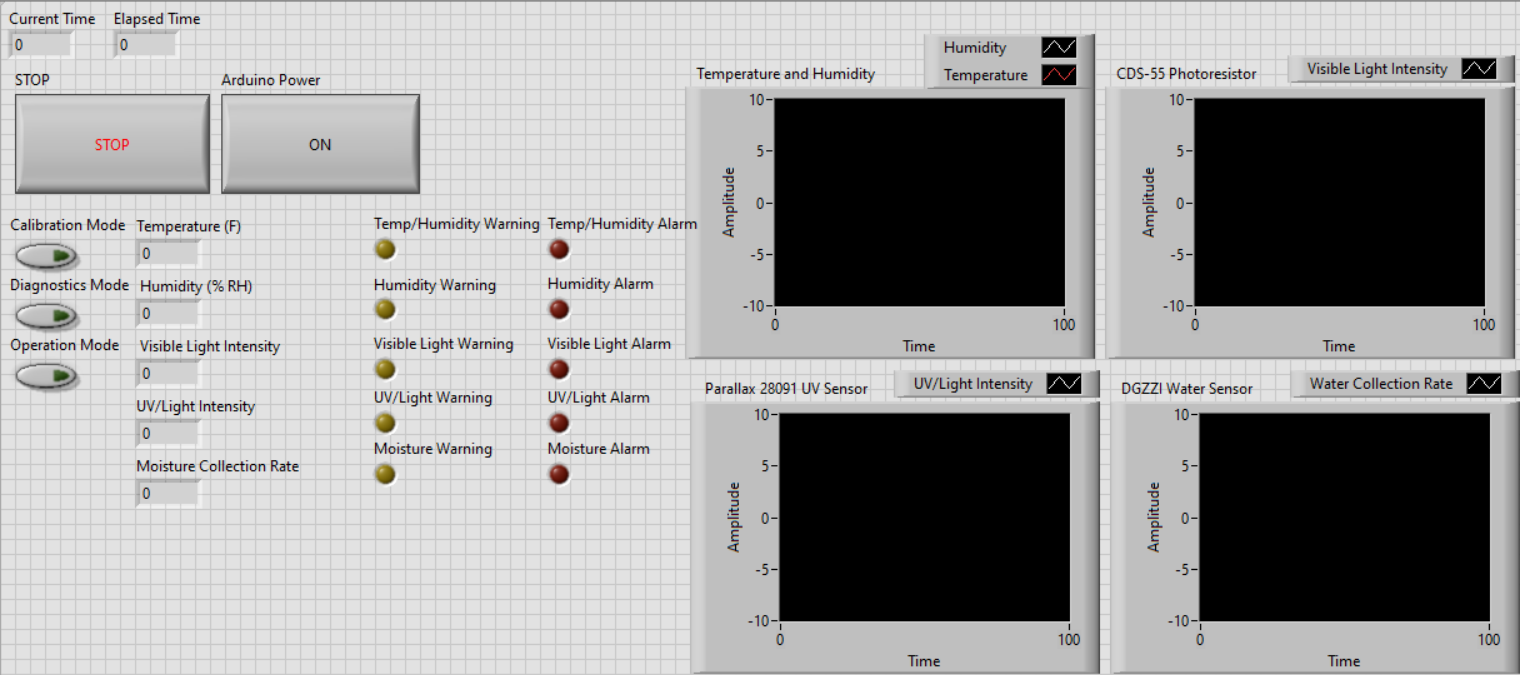 Current Time
Elapsed Time
0
0
STOP
Arduino Power
STOP
ON
Calibration Mode
Diagnostics Mode
Operation Mode
Temperature (F)
0
Humidity (% RH)
0
Visible Light Intensity
0
UV/Light Intensity
0
Moisture Collection Rate
0
Temp/Humidity Warning
Temp/Humidity Alarm
Humidity Warning
Humidity Alarm
Visible Light Warning
Visible Light Alarm
UV/Light Warning
UV/Light Alarm
Moisture Warning
Moisture Alarm
Temperature and Humidity
Humidity
Temperature
Amplitude
10
5
0
-5
-10
0
100
Time
CDS-55 Photoresistor
Visible Light Intensity
Amplitude
10
5
0
-5
-10
0
100
Time
Parallax 28091 UV Sensor
UV/Light Intensity
Amplitude
10
5
0
-5
-10
0
100
Time
DGZZI Water Sensor
Water Collection Rate
Amplitude
10
5
0
-5
-10
0
100
Time